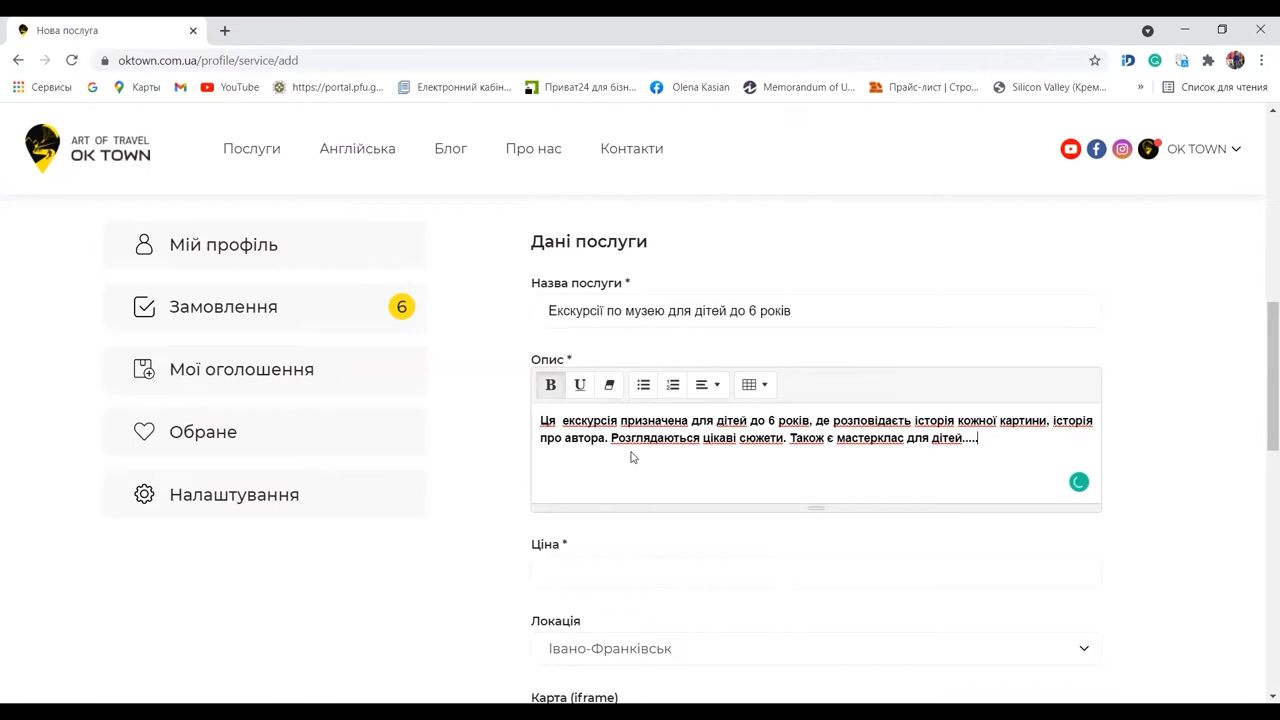 Нова послуга
oktown.com.ua/profile/service/add
Сервисы Карты YouTube https://portal.pfu.g... Електронний кабін... Приват24 для бізн... Olena Kasian Memorandum of U... Прайс-лист | Стро... Silicon Valley (Крем... » Список для чтения
ART OF TRAVEL
OK TOWN
Послуги Англійська Блог Про нас Контакти OK TOWN
Мій профіль
Замовлення 6
Мої оголошення
Обране
Налаштування
Дані послуги
Назва послуги *
Екскурсії по музею для дітей до 6 років
Опис *
B U
Ця екскурсія призначена для дітей до 6 років, де розповідаєть історія кожної картини, історія
про автора. Розглядаються цікаві сюжети. Також є мастерклас для дітей.....
Ціна *
Локація
Івано-Франківськ
Карта (iframe)